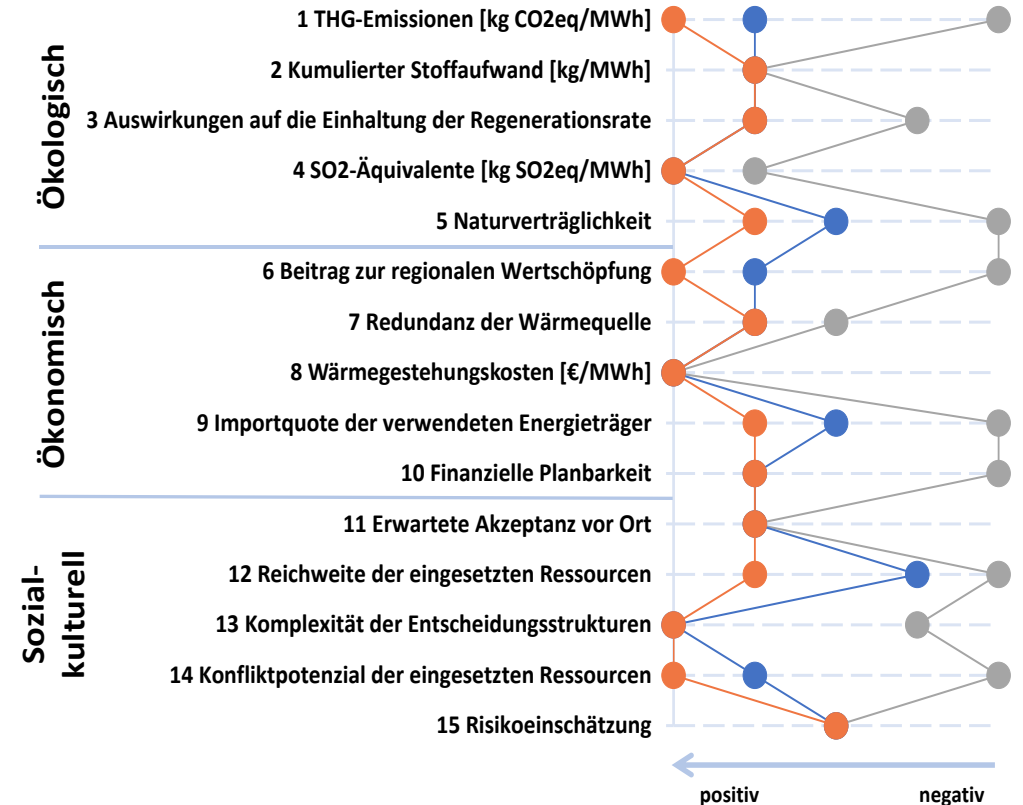 Ökologisch
1 THG-Emissionen [kg CO2eq/MWh]
2 Kumulierter Stoffaufwand [kg/MWh]
3 Auswirkungen auf die Einhaltung der Regenerationsrate
4 SO2-Äquivalente [kg SO2eq/MWh]
5 Naturverträglichkeit
Ökonomisch
6 Beitrag zur regionalen Wertschöpfung
7 Redundanz der Wärmequelle
8 Wärmegestehungskosten [€/MWh]
9 Importquote der verwendeten Energieträger
10 Finanzielle Planbarkeit
Sozial-
kulturell
11 Erwartete Akzeptanz vor Ort
12 Reichweite der eingesetzten Ressourcen
13 Komplexität der Entscheidungsstrukturen
14 Konfliktpotenzial der eingesetzten Ressourcen
15 Risikoeinschätzung
positiv negativ